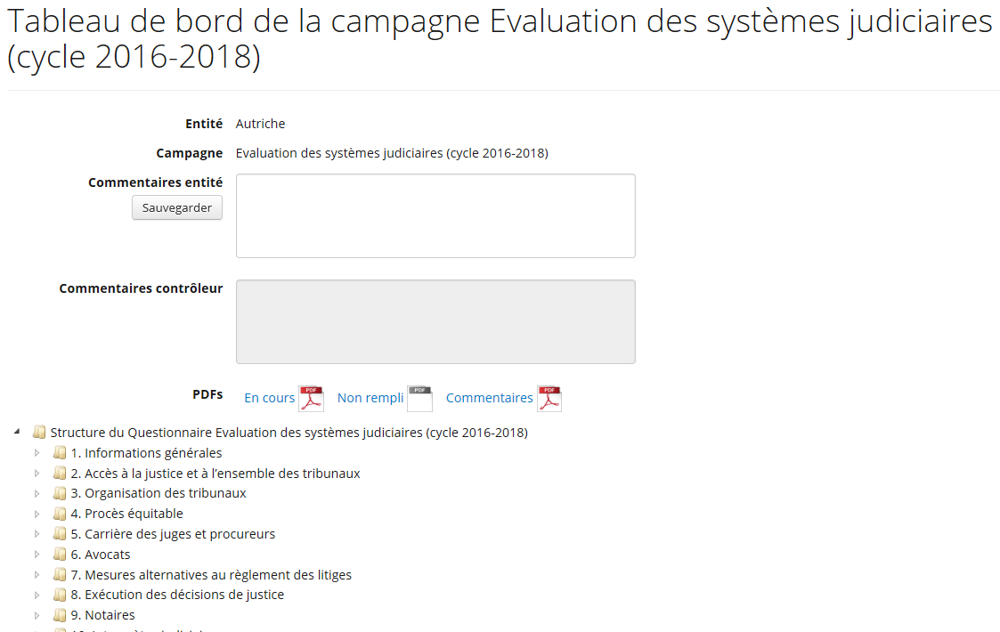 Tableau de bord de la campagne Evaluation des systèmes judiciaires
(cycle 2016-2018)
Entité Autriche
Campagne Evaluation des systèmes judiciaires (cycle 2016-2018)
Commentaires entité
Sauvegarder
Commentaires contrôleur
PDFs En cours PDF Non rempli PDF Commentaires PDF
Structure du Questionnaire Evaluation des systèmes judiciaires (cycle 2016-2018)
1. Informations générales
2. Accès à la justice et à l’ensemble des tribunaux
3. Organisation des tribunaux
4. Procès équitable
5. Carrière des juges et procureurs
6. Avocats
7. Mesures alternatives au règlement des litiges
8. Exécution des décisions de justice
9. Notaires